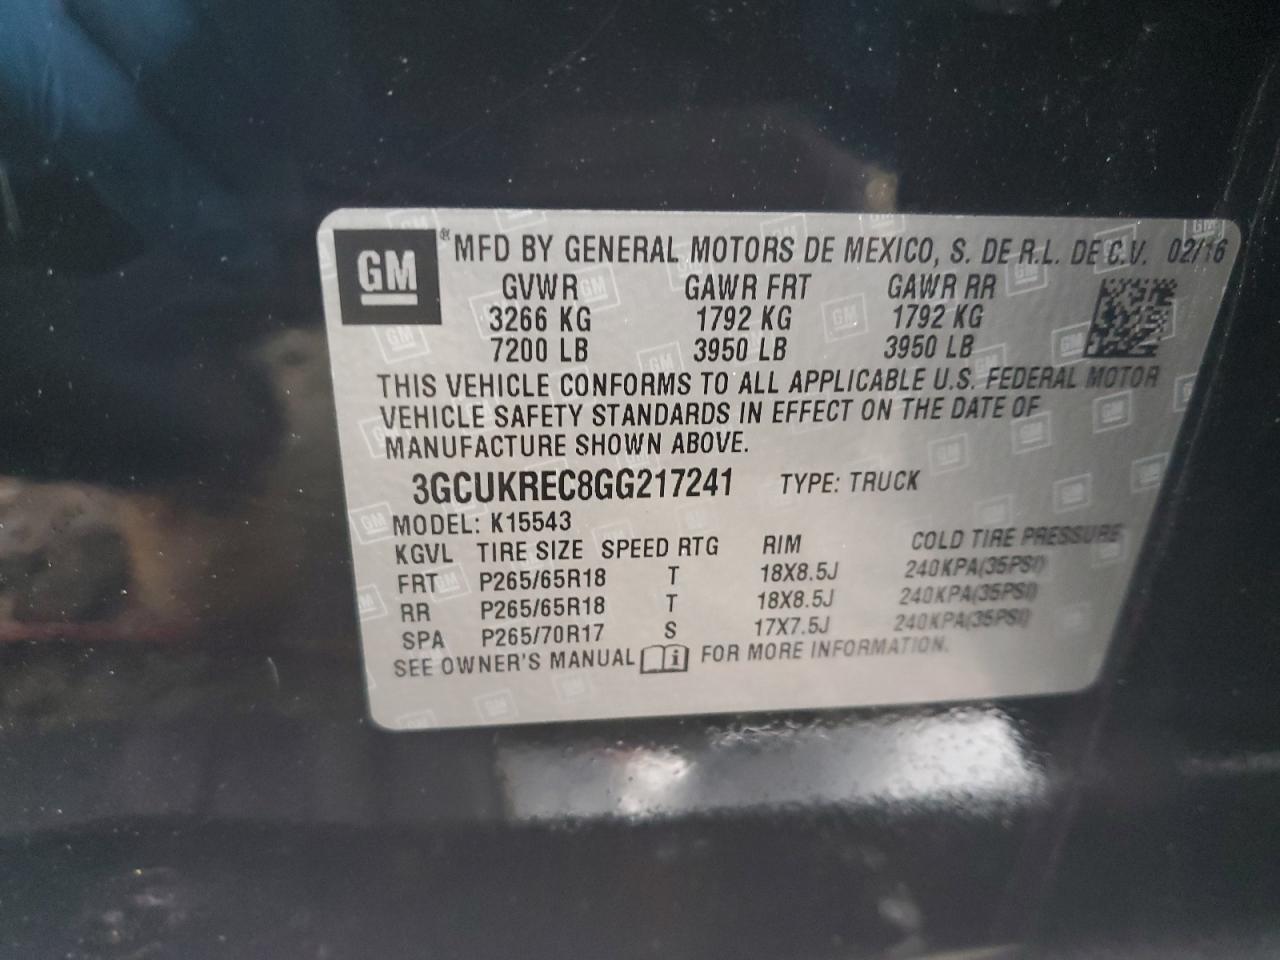 GM ® MFD BY GENERAL MOTORS DE MEXICO, S. DE R.L. DE C.V. 02/16
GVWR GAWR FRT GAWR RR
3266 KG 1792 KG 1792 KG
7200 LB 3950 LB 3950 LB
THIS VEHICLE CONFORMS TO ALL APPLICABLE U.S. FEDERAL MOTOR
VEHICLE SAFETY STANDARDS IN EFFECT ON THE DATE OF
MANUFACTURE SHOWN ABOVE.
3GCUKREC8GG217241 TYPE: TRUCK
MODEL: K15543
KGVL TIRE SIZE SPEED RTG RIM COLD TIRE PRESSURE
FRT P265/65R18 T 18X8.5J 240KPA(35PSI)
RR P265/65R18 T 18X8.5J 240KPA(35PSI)
SPA P265/70R17 S 17X7.5J 240KPA(35PSI)
SEE OWNER'S MANUAL i FOR MORE INFORMATION.